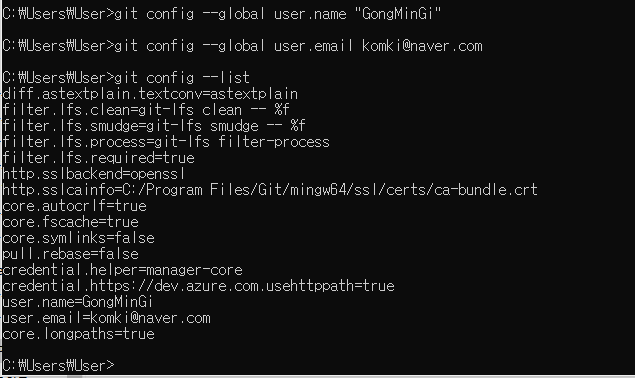 C:₩Users₩User>git config --global user.name "GongMinGi"
C:₩Users₩User>git config --global user.email komki@naver.com
C:₩Users₩User>git config --list
diff.astextplain.textconv=astextplain
filter.lfs.clean=git-lfs clean -- %f
filter.lfs.smudge=git-lfs smudge -- %f
filter.lfs.process=git-lfs filter-process
filter.lfs.required=true
http.sslbackend=openssl
http.sslcainfo=C:/Program Files/Git/mingw64/ssl/certs/ca-bundle.crt
core.autocrlf=true
core.fscache=true
core.symlinks=false
pull.rebase=false
credential.helper=manager-core
credential.https://dev.azure.com.usehttppath=true
user.name=GongMinGi
user.email=komki@naver.com
core.longpaths=true
C:₩Users₩User>